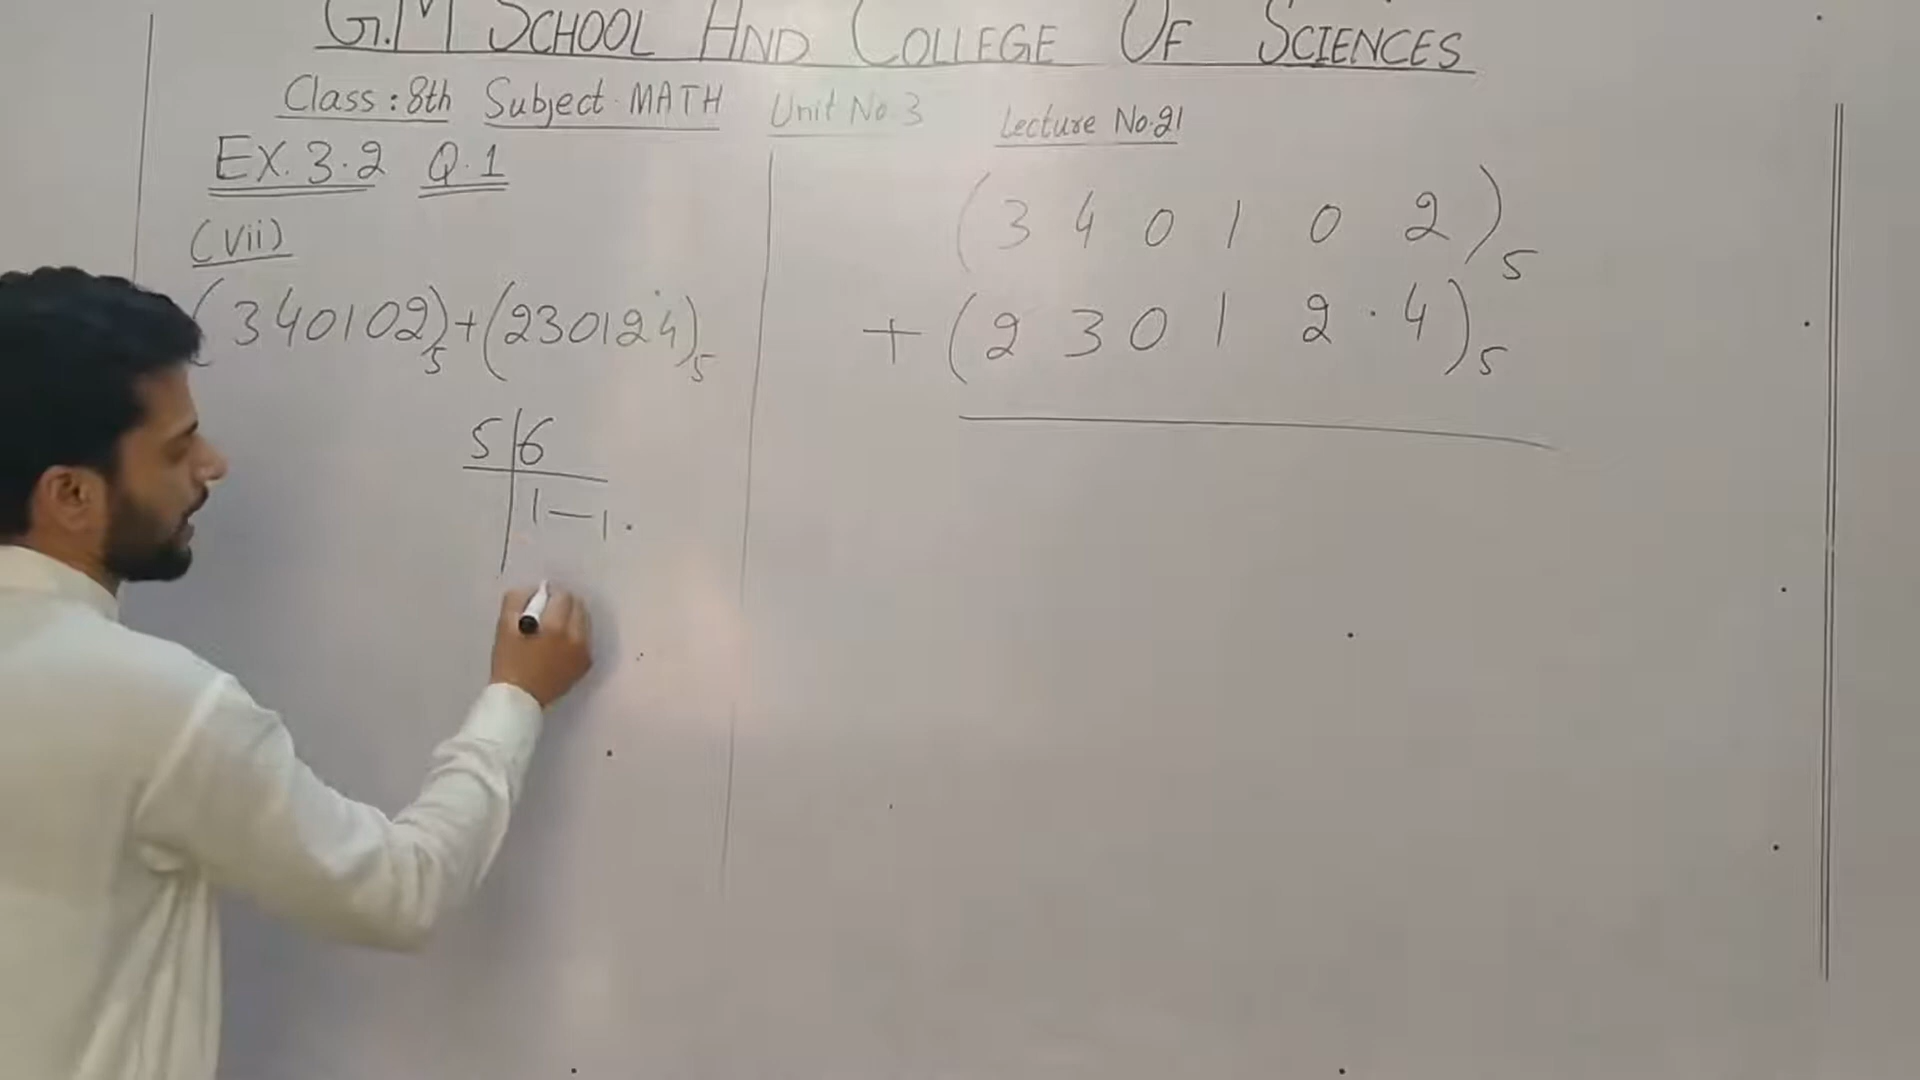 G.M SCHOOL AND COLLEGE OF SCIENCES
Class : 8th Subject MATH Unit No 3 Lecture No.21
EX. 3.2 Q.1
(vii)
(340102)5+(230124)5
5|6
1—1
(3 4 0 1 0 2)5
+(2 3 0 1 2 4)5